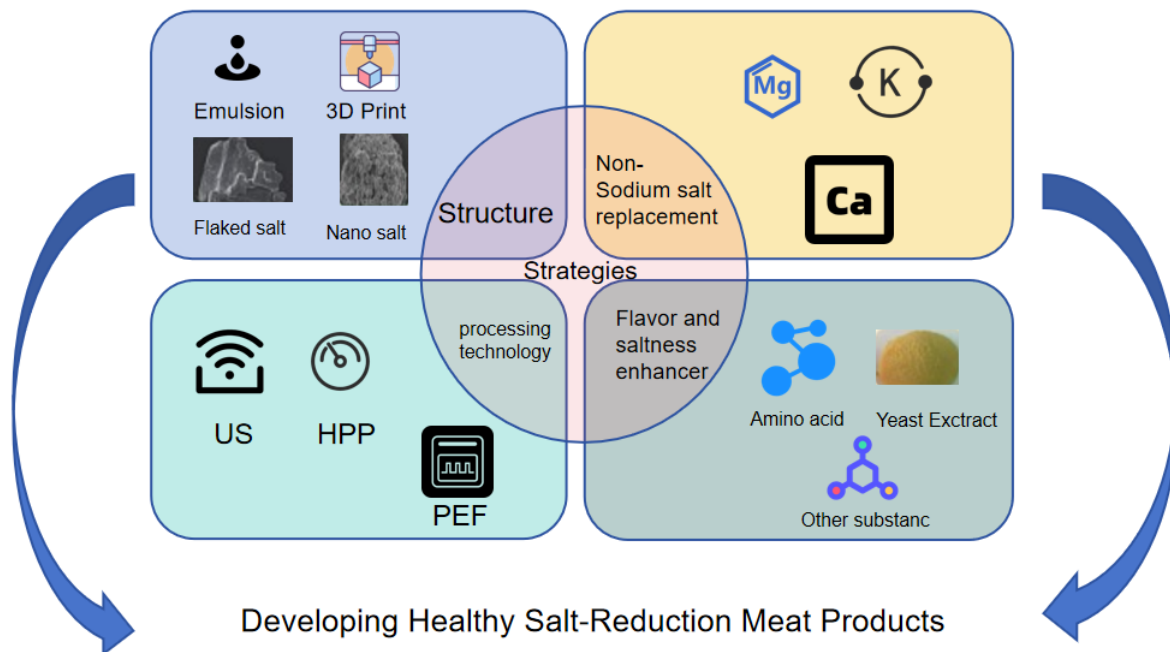 Emulsion
3D Print
Flaked salt
Nano salt
Structure
Mg
K
Ca
Non-
Sodium salt
replacement
Strategies
processing
technology
US
HPP
PEF
Flavor and
saltness
enhancer
Amino acid
Yeast Exctract
Other substanc
Developing Healthy Salt-Reduction Meat Products